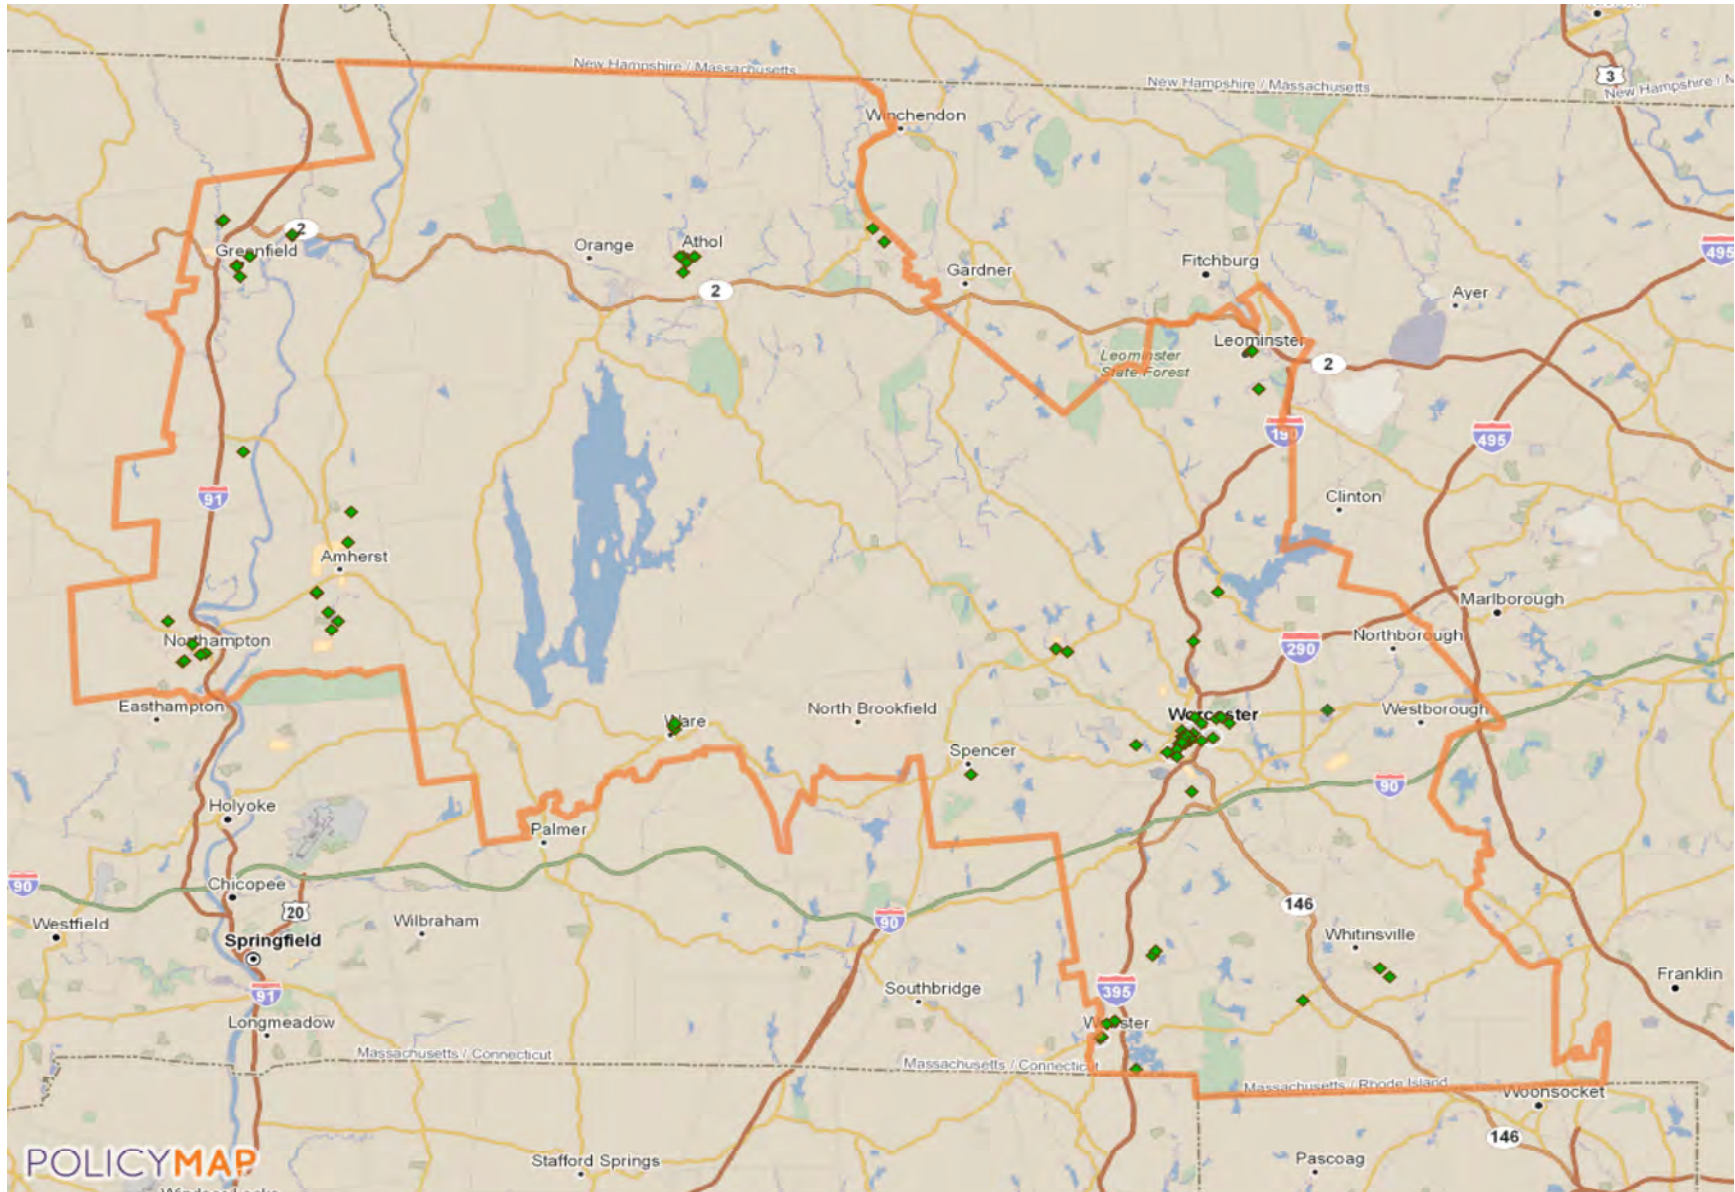 New Hampshire / Massachusetts
New Hampshire / Massachusetts
3
New Hampshire / N
Winchendon
2
Greenfield
Orange
Athol
2
Gardner
Fitchburg
Ayer
495
Leominster
Leominster
State Forest
2
190
495
91
Clinton
Amherst
Marlborough
Northampton
Northborough
290
Easthampton
Ware
North Brookfield
Worcester
Westborough
Spencer
90
Holyoke
Palmer
90
Chicopee
20
Westfield
Wilbraham
90
146
Whitinsville
Springfield
91
Southbridge
395
Franklin
Longmeadow
Webster
Massachusetts / Connecticut
Massachusetts / Connecticut
Massachusetts / Rhode Island
Woonsocket
146
POLICYMAP
Stafford Springs
Pascoag